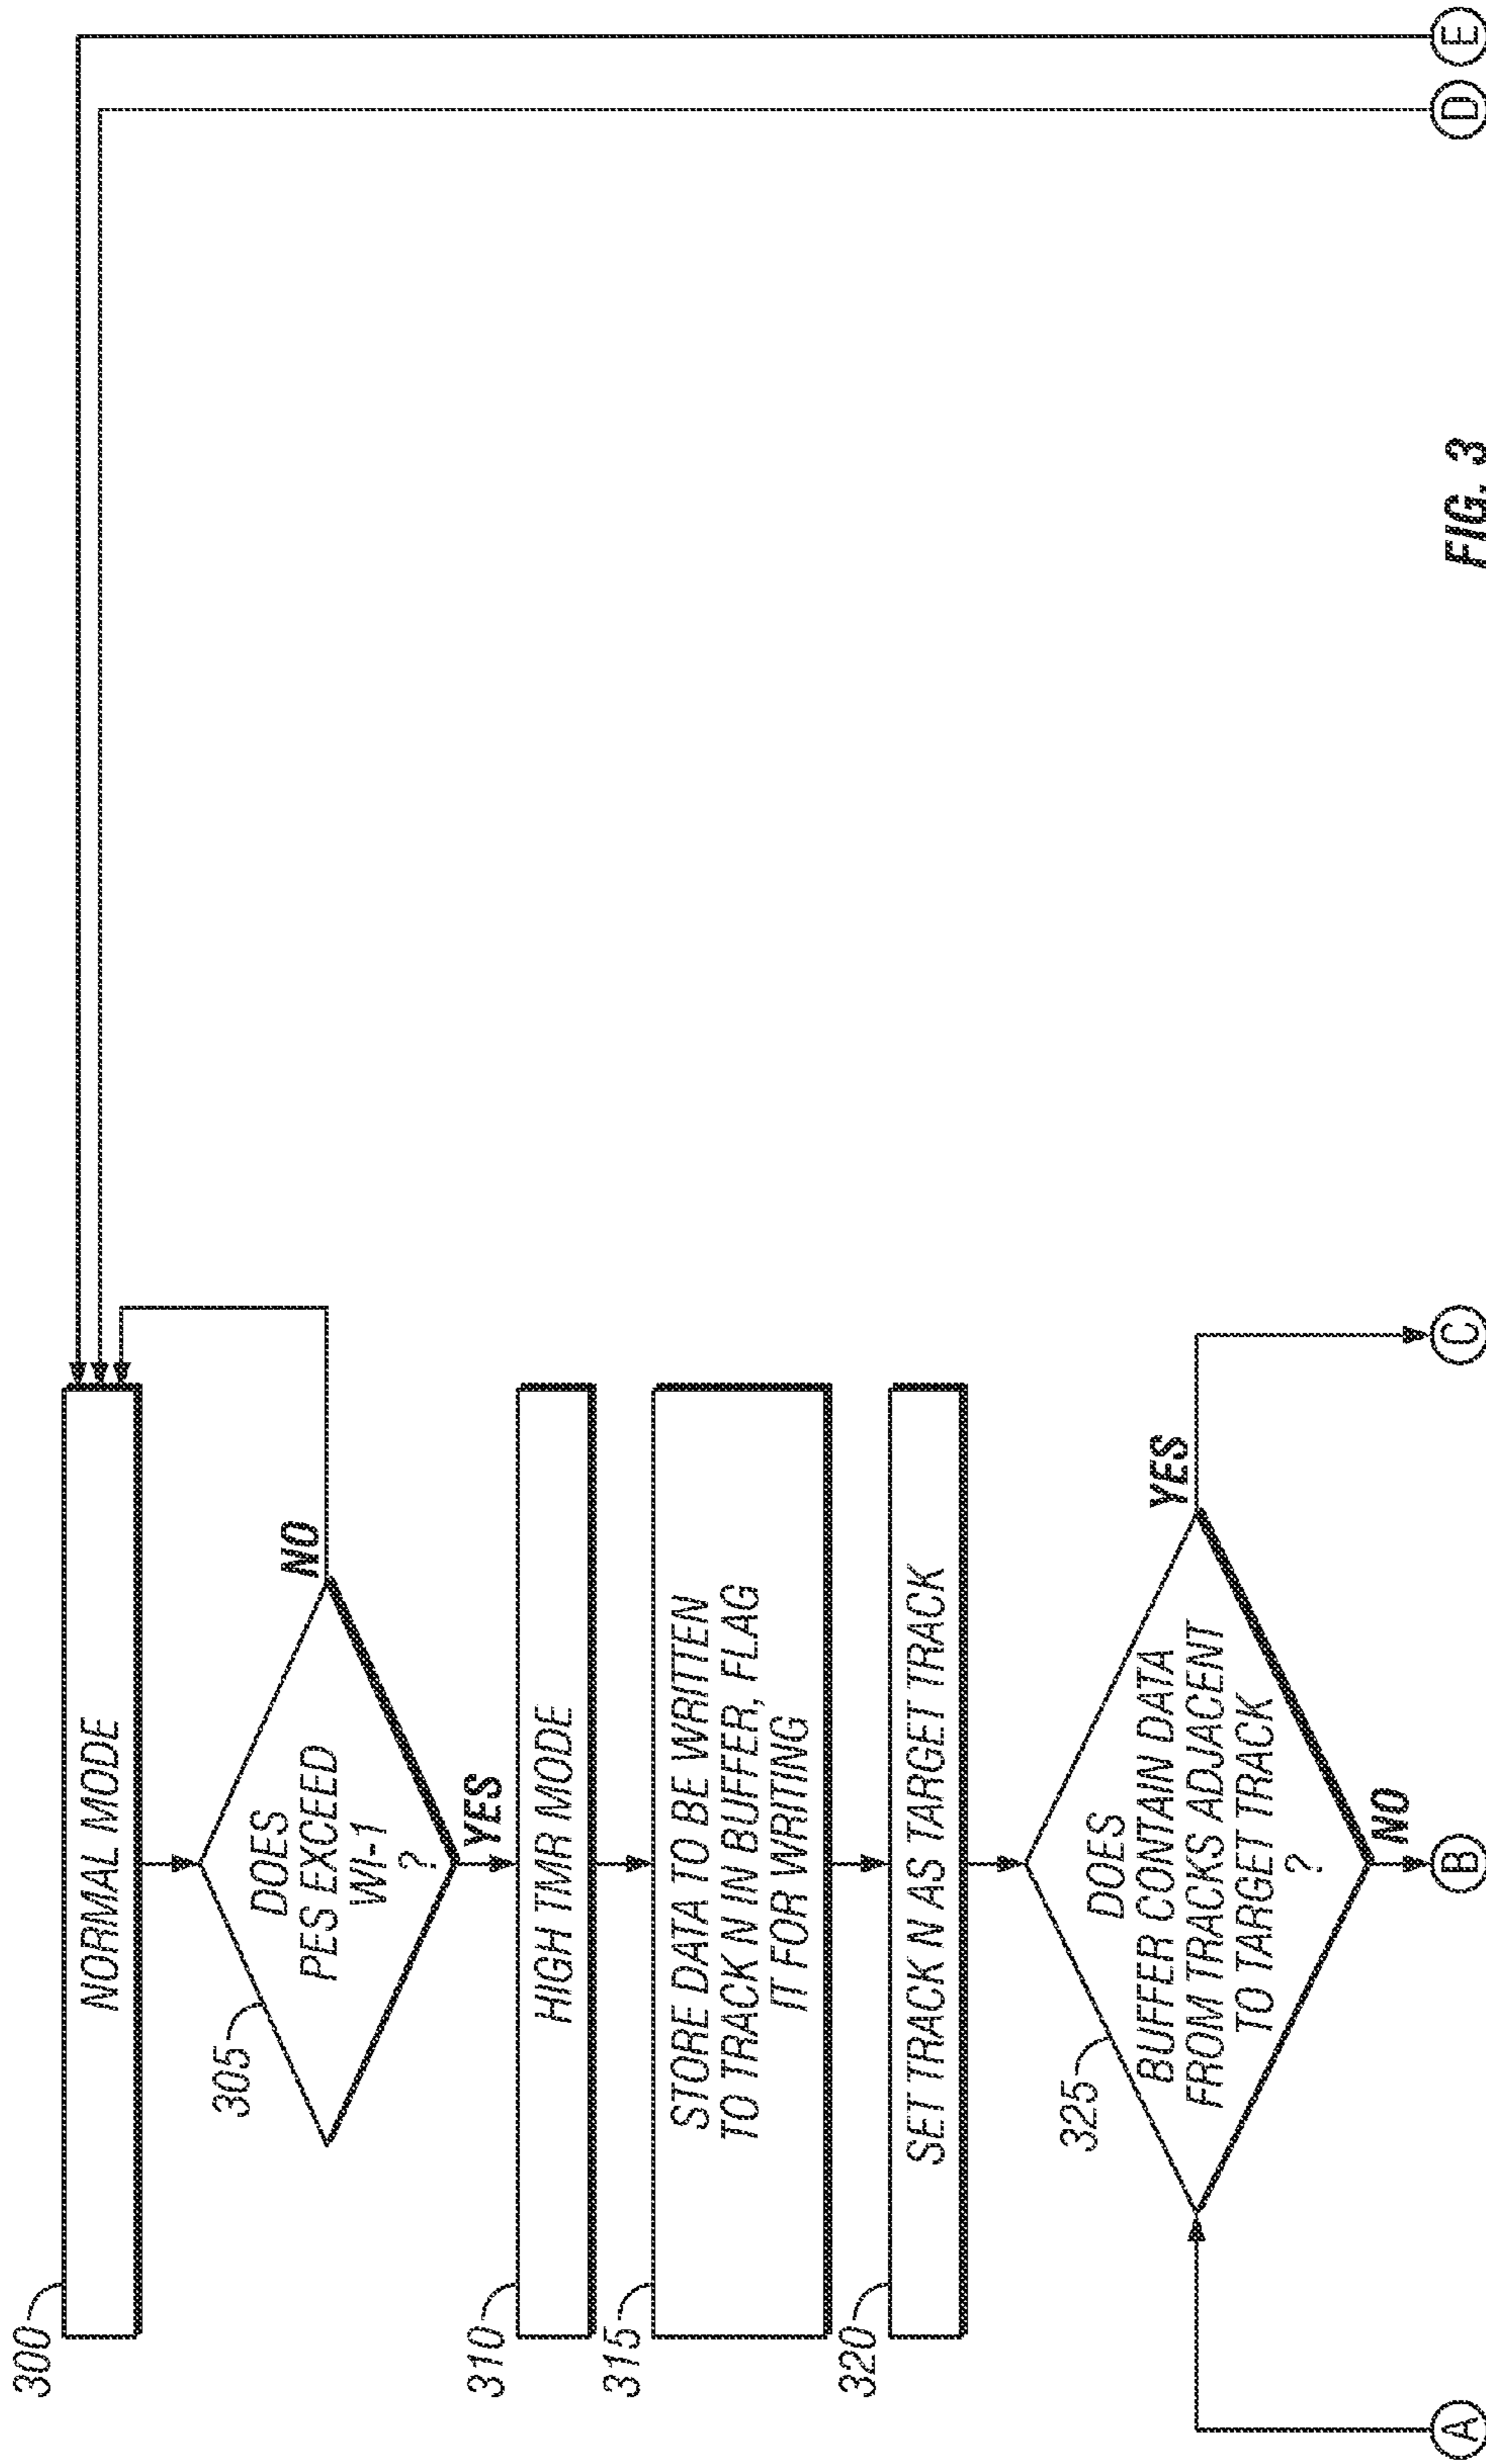 300
NORMAL MODE
305
DOES
PES EXCEED
WI-1
?
NO
YES
310
HIGH TMR MODE
315
STORE DATA TO BE WRITTEN
TO TRACK N IN BUFFER, FLAG
IT FOR WRITING
320
SET TRACK N AS TARGET TRACK
325
DOES
BUFFER CONTAIN DATA
FROM TRACKS ADJACENT
TO TARGET TRACK
?
YES
NO
A
B
C
D
E
FIG. 3